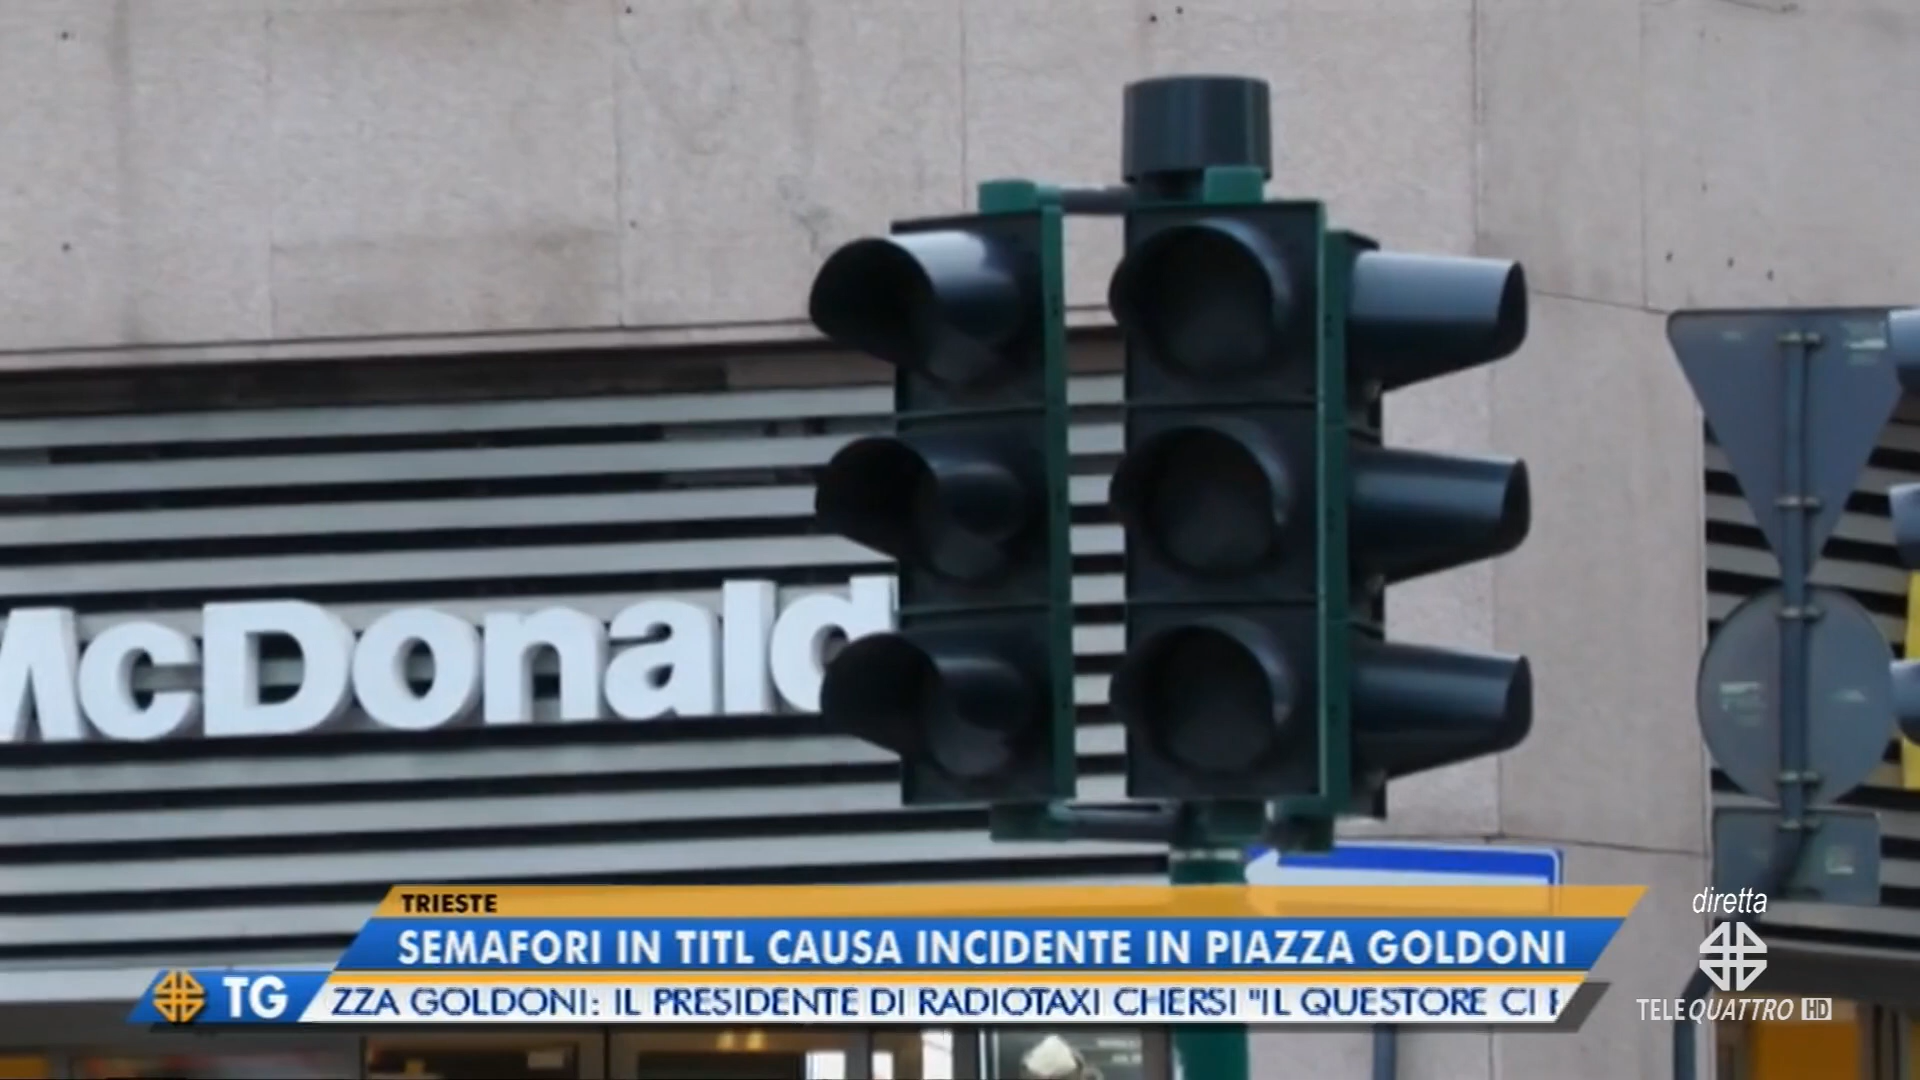 McDonald
TRIESTE
SEMAFORI IN TITL CAUSA INCIDENTE IN PIAZZA GOLDONI
TG
ZZA GOLDONI: IL PRESIDENTE DI RADIOTAXI CHERSI "IL QUESTORE CI
diretta
TELEQUATTRO HD